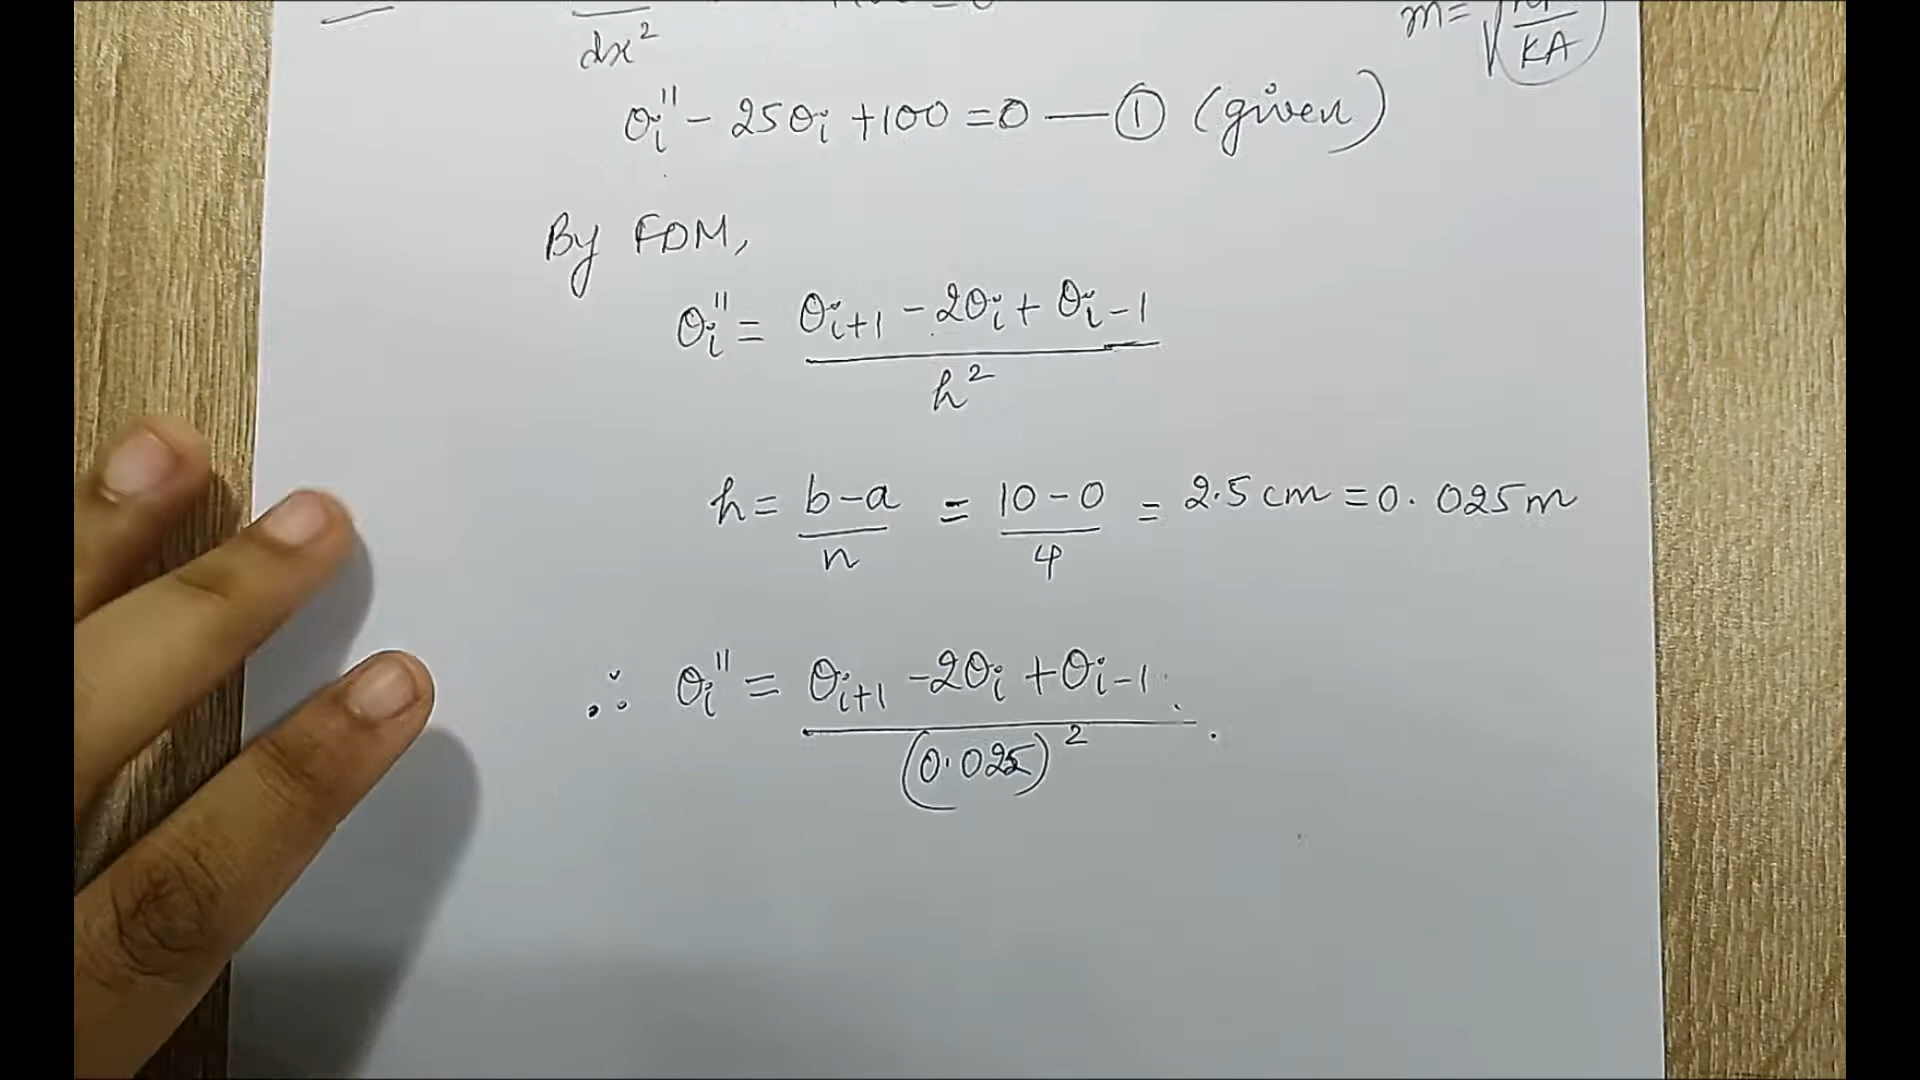 dx²
m = √ KA
θᵢ'' - 25θᵢ + 100 = 0 — ① (given)
By FDM,
θᵢ'' = θᵢ₊₁ - 2θᵢ + θᵢ₋₁
h²
h = b-a / n = 10-0 / 4 = 2.5 cm = 0.025 m
∴ θᵢ'' = θᵢ₊₁ - 2θᵢ + θᵢ₋₁
(0.025)²